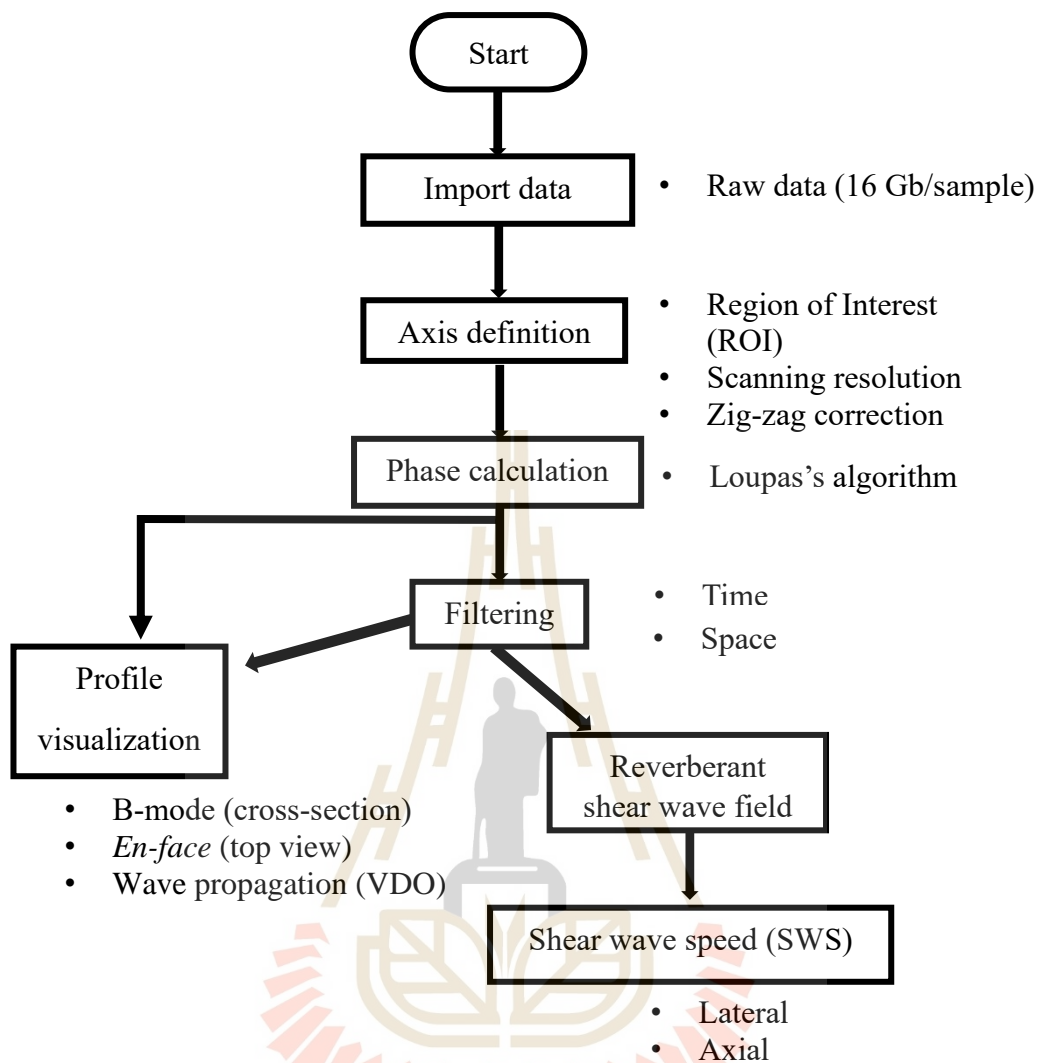 Start
Import data
• Raw data (16 Gb/sample)
Axis definition
• Region of Interest
(ROI)
• Scanning resolution
• Zig-zag correction
Phase calculation
• Loupas’s algorithm
Filtering
• Time
• Space
Profile
visualization
• B-mode (cross-section)
• En-face (top view)
• Wave propagation (VDO)
Reverberant
shear wave field
Shear wave speed (SWS)
• Lateral
• Axial